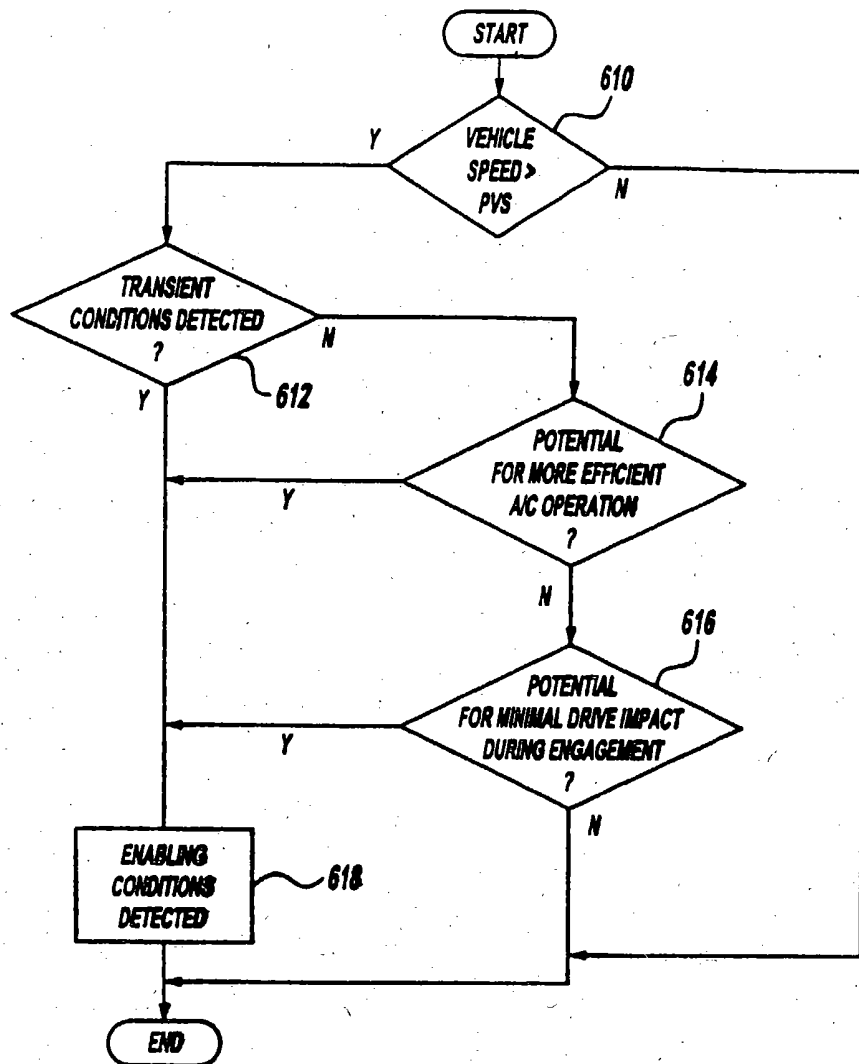 START
610
VEHICLE
SPEED >
PVS
Y
N
TRANSIENT
CONDITIONS DETECTED
?
N
612
Y
614
POTENTIAL
FOR MORE EFFICIENT
A/C OPERATION
?
Y
N
616
POTENTIAL
FOR MINIMAL DRIVE IMPACT
DURING ENGAGEMENT
?
Y
N
ENABLING
CONDITIONS
DETECTED
618
END